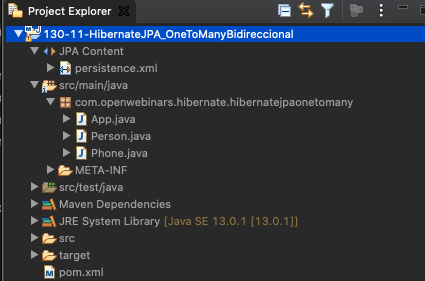 Project Explorer
130-11-HibernateJPA_OneToManyBidireccional
JPA Content
persistence.xml
src/main/java
com.openwebinars.hibernate.hibernatejpaonetomany
App.java
Person.java
Phone.java
META-INF
src/test/java
Maven Dependencies
JRE System Library [Java SE 13.0.1 [13.0.1]]
src
target
pom.xml